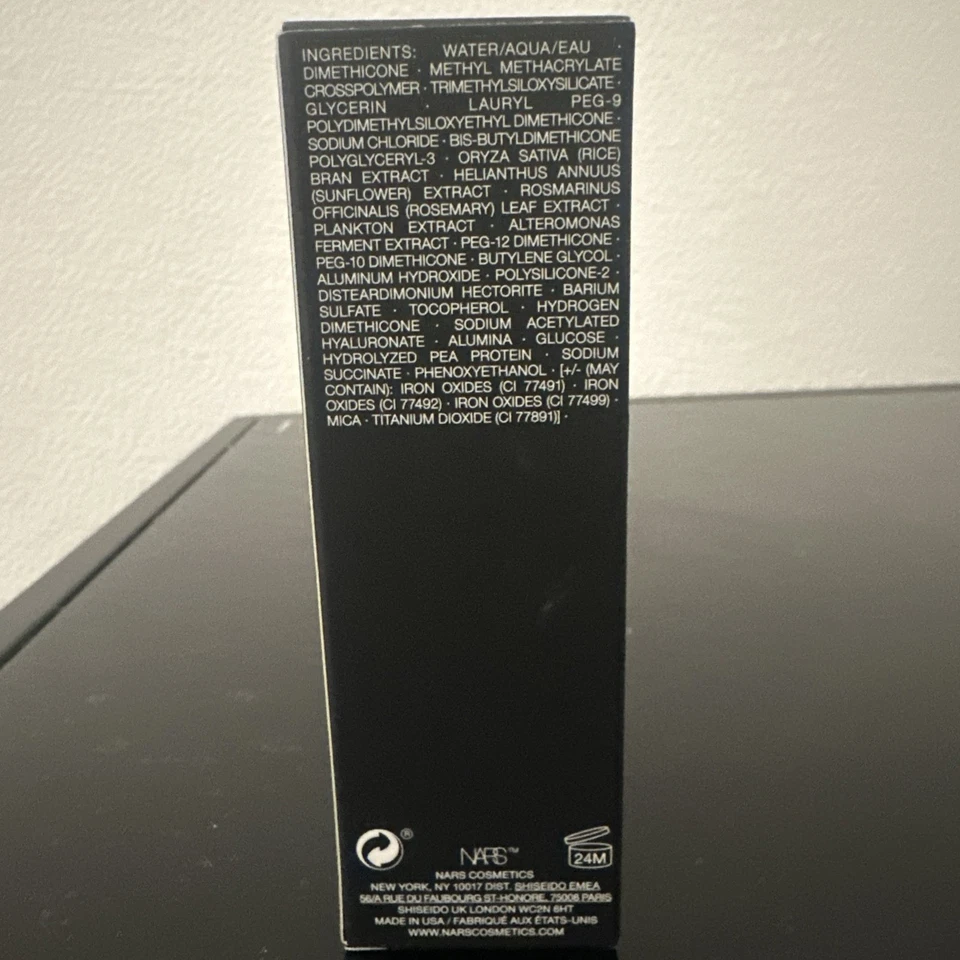 INGREDIENTS: WATER/AQUA/EAU ·
DIMETHICONE · METHYL METHACRYLATE
CROSSPOLYMER · TRIMETHYLSILOXYSILICATE ·
GLYCERIN · LAURYL PEG-9
POLYDIMETHYLSILOXYETHYL DIMETHICONE ·
SODIUM CHLORIDE · BIS-BUTYLDIMETHICONE
POLYGLYCERYL-3 · ORYZA SATIVA (RICE)
BRAN EXTRACT · HELIANTHUS ANNUUS
(SUNFLOWER) EXTRACT · ROSMARINUS
OFFICINALIS (ROSEMARY) LEAF EXTRACT ·
PLANKTON EXTRACT · ALTEROMONAS
FERMENT EXTRACT · PEG-12 DIMETHICONE ·
PEG-10 DIMETHICONE · BUTYLENE GLYCOL ·
ALUMINUM HYDROXIDE · POLYSILICONE-2 ·
DISTEARDIMONIUM HECTORITE · BARIUM
SULFATE · TOCOPHEROL · HYDROGEN
DIMETHICONE · SODIUM ACETYLATED
HYALURONATE · ALUMINA · GLUCOSE ·
HYDROLYZED PEA PROTEIN · SODIUM
SUCCINATE · PHENOXYETHANOL · [+/- (MAY
CONTAIN): IRON OXIDES (CI 77491) · IRON
OXIDES (CI 77492) · IRON OXIDES (CI 77499) ·
MICA · TITANIUM DIOXIDE (CI 77891)] ·
®
NARS™
24M
NARS COSMETICS
NEW YORK, NY 10017 DIST. SHISEIDO EMEA
56/A RUE DU FAUBOURG ST-HONORE, 75008 PARIS
SHISEIDO UK LONDON WC2N 6HT
MADE IN USA / FABRIQUÉ AUX ÉTATS-UNIS
WWW.NARSCOSMETICS.COM